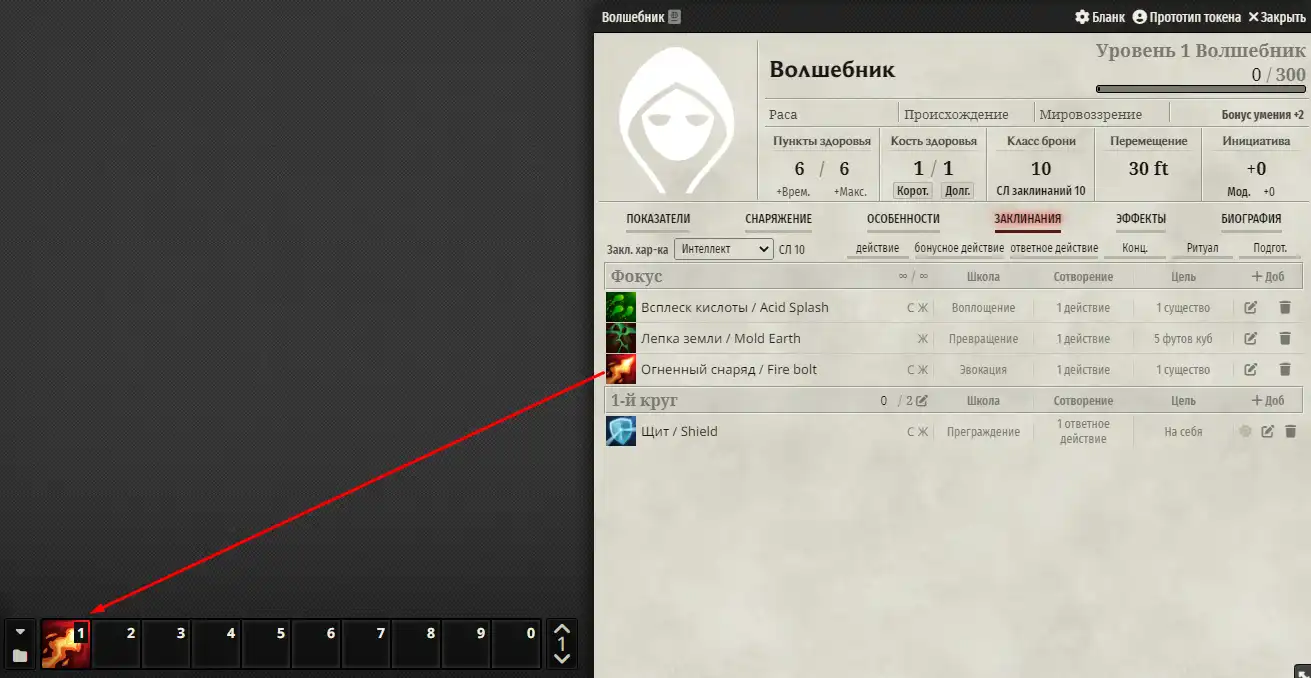 Волшебник
Бланк Прототип токена Закрыть
Уровень 1 Волшебник
Волшебник
0 / 300
Раса Происхождение Мировоззрение Бонус умения +2
Пункты здоровья Кость здоровья Класс брони Перемещение Инициатива
6 / 6 1 / 1 10 30 ft +0
+Врем. +Макс. Корот. Долг. СЛ заклинаний 10 Мод. +0
ПОКАЗАТЕЛИ СНАРЯЖЕНИЕ ОСОБЕННОСТИ ЗАКЛИНАНИЯ ЭФФЕКТЫ БИОГРАФИЯ
Закл. хар-ка Интеллект СЛ 10 действие бонусное действие ответное действие Конц. Ритуал Подгот.
Фокус ∞ / ∞ Школа Сотворение Цель + Доб
Всплеск кислоты / Acid Splash С Ж Воплощение 1 действие 1 существо
Лепка земли / Mold Earth Ж Превращение 1 действие 5 футов куб
Огненный снаряд / Fire bolt С Ж Эвокация 1 действие 1 существо
1-й круг 0 / 2 Школа Сотворение Цель + Доб
Щит / Shield С Ж Преграждение 1 ответное действие На себя
1 2 3 4 5 6 7 8 9 0 1